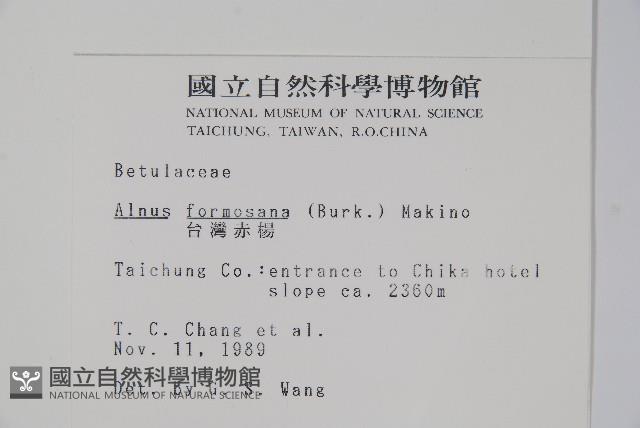 國立自然科學博物館
NATIONAL MUSEUM OF NATURAL SCIENCE
TAICHUNG, TAIWAN, R.O.CHINA
Betulaceae
Alnus formosana (Burk.) Makino
台灣赤楊
Taichung Co.:entrance to Chika hotel
slope ca. 2360m
T. C. Chang et al.
Nov. 11, 1989
Det. by G. S. Wang
國立自然科學博物館
NATIONAL MUSEUM OF NATURAL SCIENCE